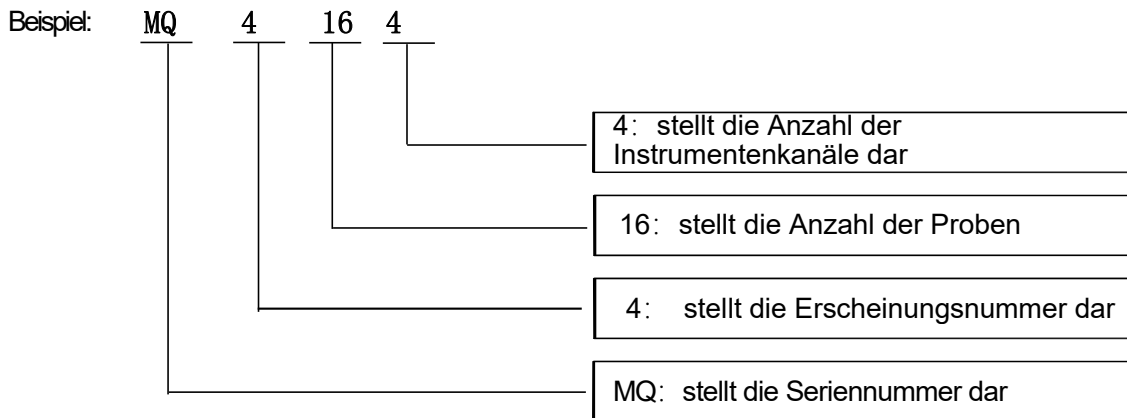 Beispiel: MQ 4 16 4
4: stellt die Anzahl der
Instrumentenkanäle dar
16: stellt die Anzahl der Proben
4: stellt die Erscheinungsnummer dar
MQ: stellt die Seriennummer dar